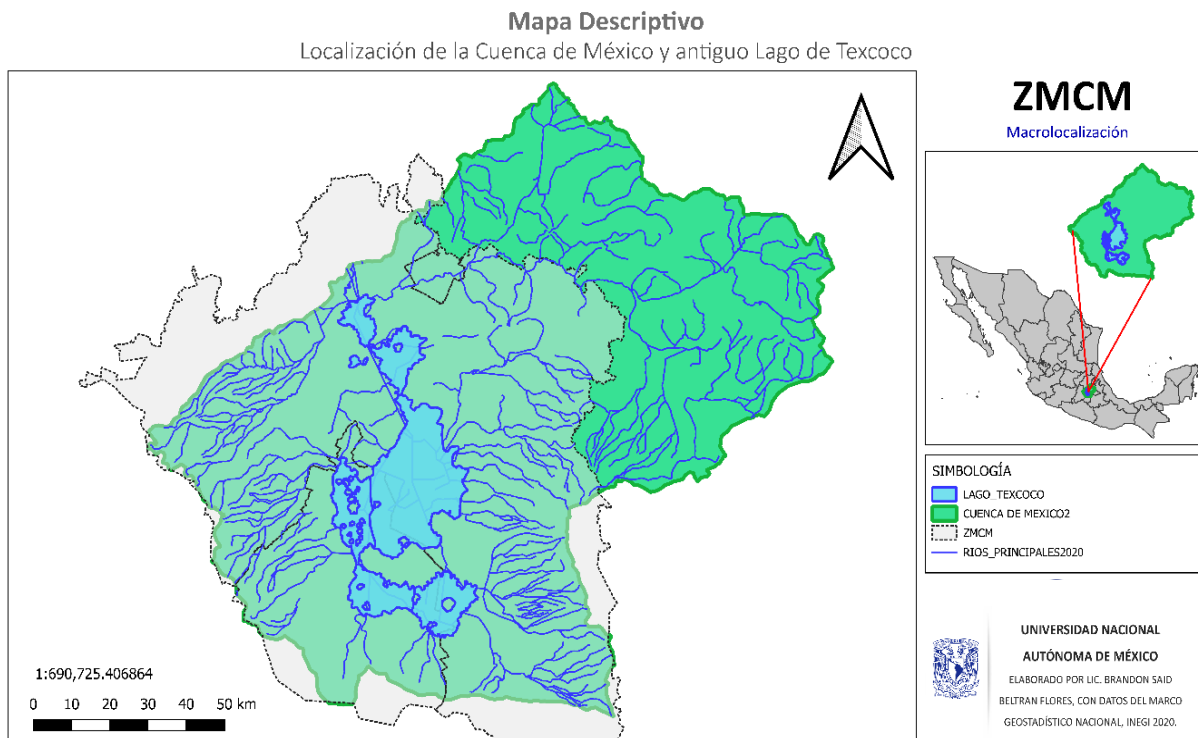 Mapa Descriptivo
Localización de la Cuenca de México y antiguo Lago de Texcoco
ZMCM
Macrolocalización
SIMBOLOGÍA
LAGO_TEXCOCO
CUENCA DE MEXICO2
ZMCM
RIOS_PRINCIPALES2020
1:690,725.406864
0 10 20 30 40 50 km
UNIVERSIDAD NACIONAL
AUTÓNOMA DE MÉXICO
ELABORADO POR LIC. BRANDON SAID
BELTRAN FLORES, CON DATOS DEL MARCO
GEOSTADÍSTICO NACIONAL, INEGI 2020.